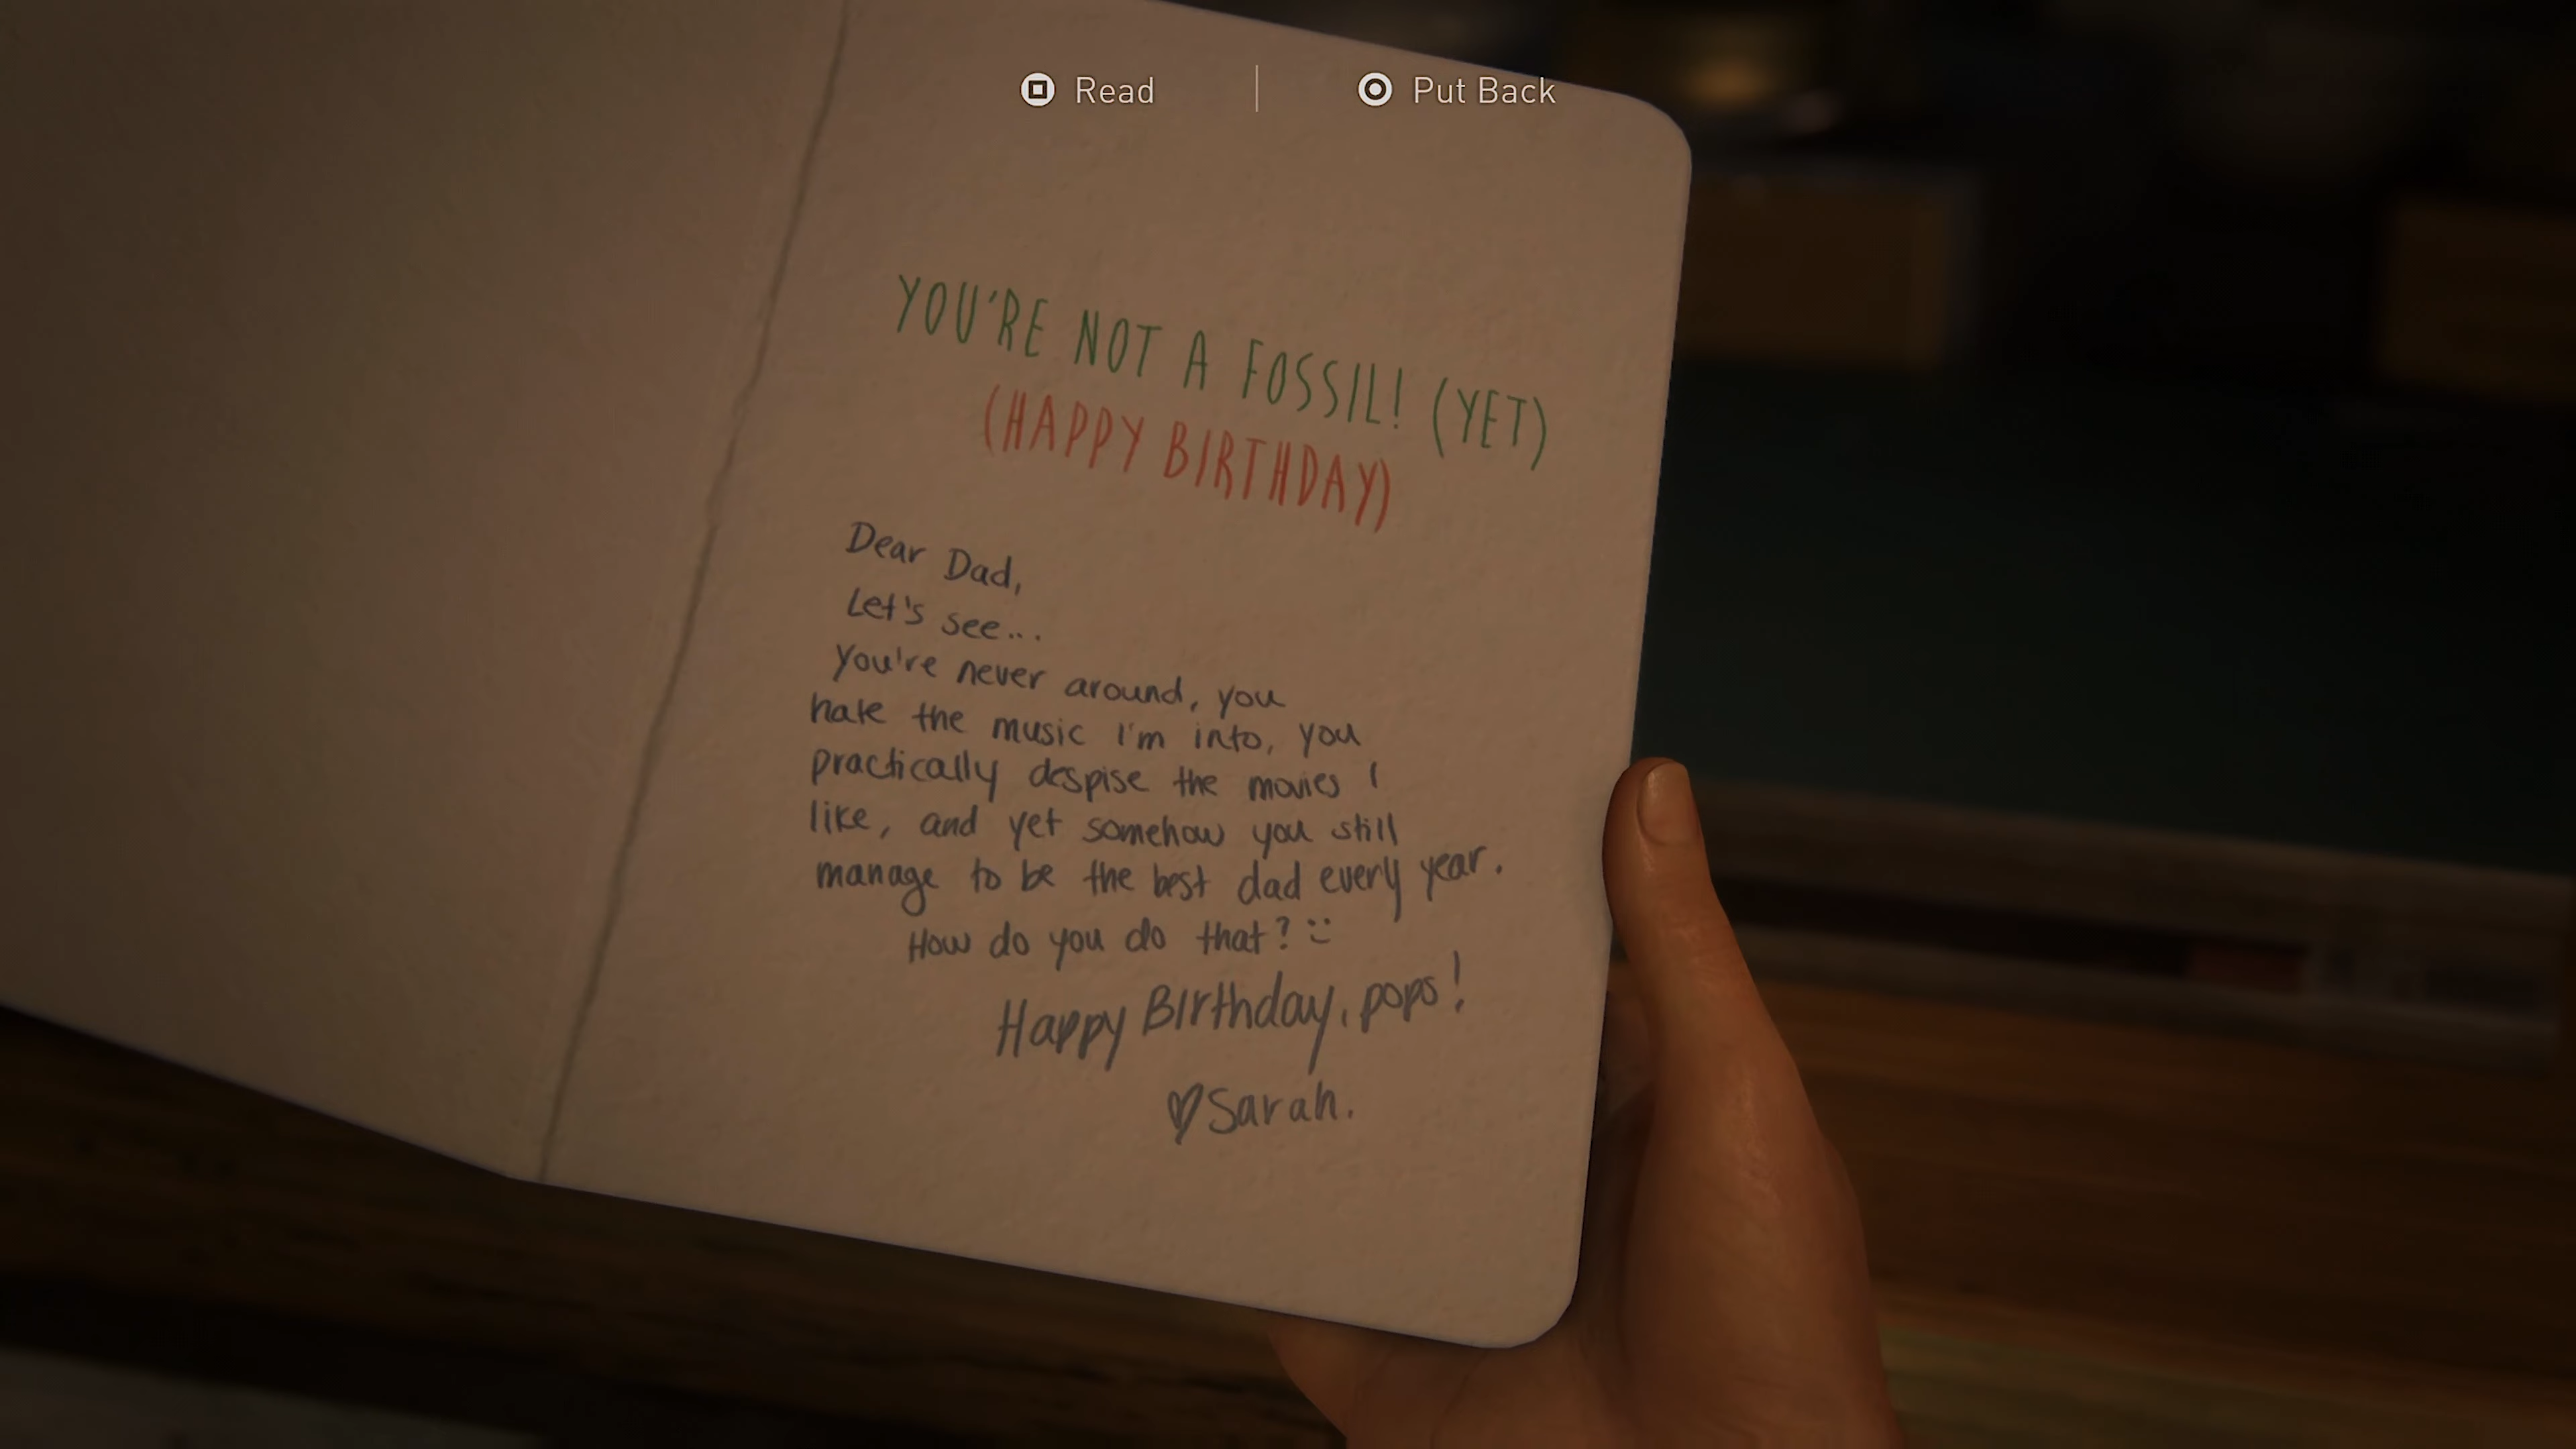 Read | Put Back
YOU'RE NOT A FOSSIL! (YET)
(HAPPY BIRTHDAY)
Dear Dad,
Let's see...
You're never around, you
hate the music I'm into, you
practically despise the movies I
like, and yet somehow you still
manage to be the best dad every year.
How do you do that? :)
Happy Birthday, pops!
♡Sarah.